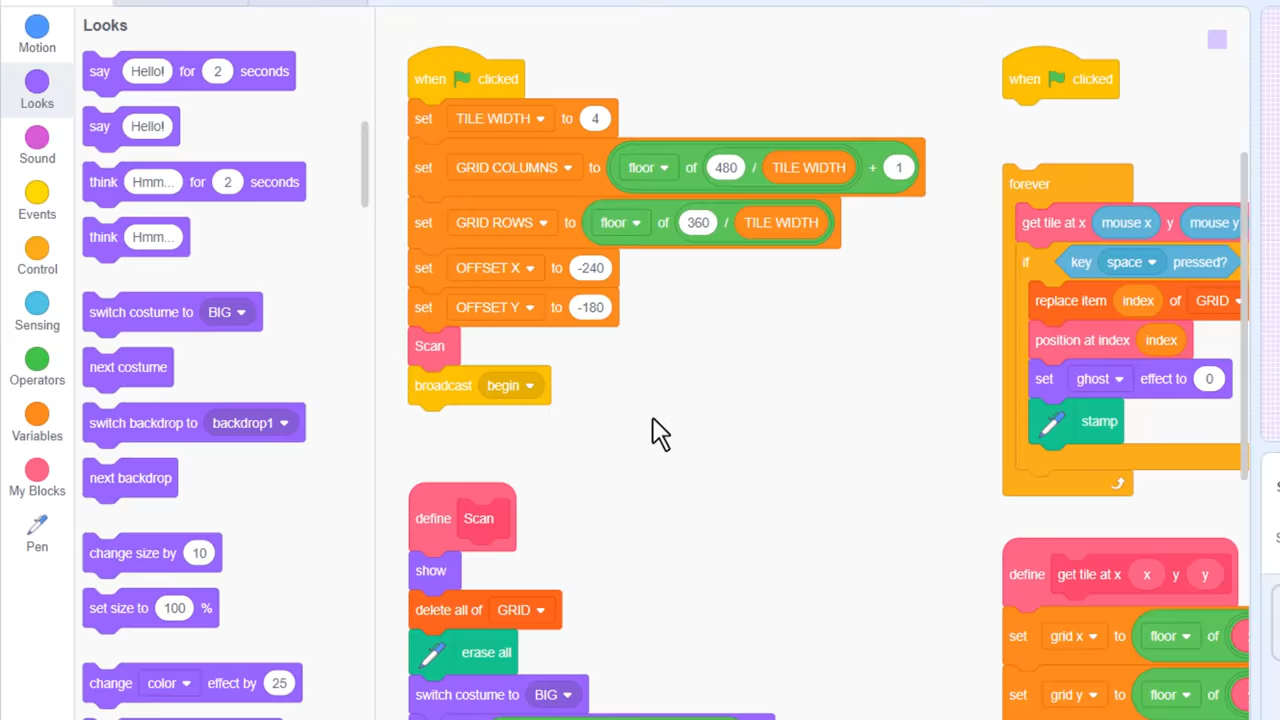 Motion
Looks
Sound
Events
Control
Sensing
Operators
Variables
My Blocks
Pen
Looks
say Hello! for 2 seconds
say Hello!
think Hmm... for 2 seconds
think Hmm...
switch costume to BIG
next costume
switch backdrop to backdrop1
next backdrop
change size by 10
set size to 100 %
change color effect by 25
when clicked
set TILE WIDTH to 4
set GRID COLUMNS to floor of 480 / TILE WIDTH + 1
set GRID ROWS to floor of 360 / TILE WIDTH
set OFFSET X to -240
set OFFSET Y to -180
Scan
broadcast begin
define Scan
show
delete all of GRID
erase all
switch costume to BIG
when clicked
forever
get tile at x mouse x y mouse y
if key space pressed?
replace item index of GRID
position at index index
set ghost effect to 0
stamp
define get tile at x x y y
set grid x to floor of
set grid y to floor of